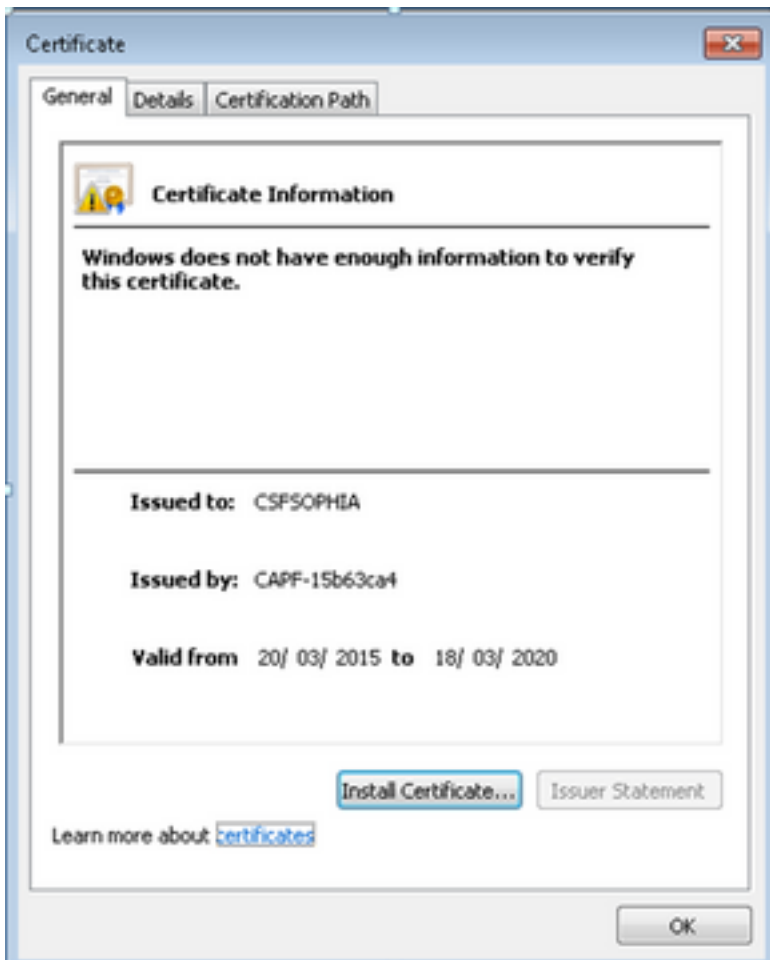 Certificate
General Details Certification Path
Certificate Information
Windows does not have enough information to verify
this certificate.
Issued to: CSFSOPHIA
Issued by: CAPF-15b63ca4
Valid from 20/ 03/ 2015 to 18/ 03/ 2020
Install Certificate... Issuer Statement
Learn more about certificates
OK